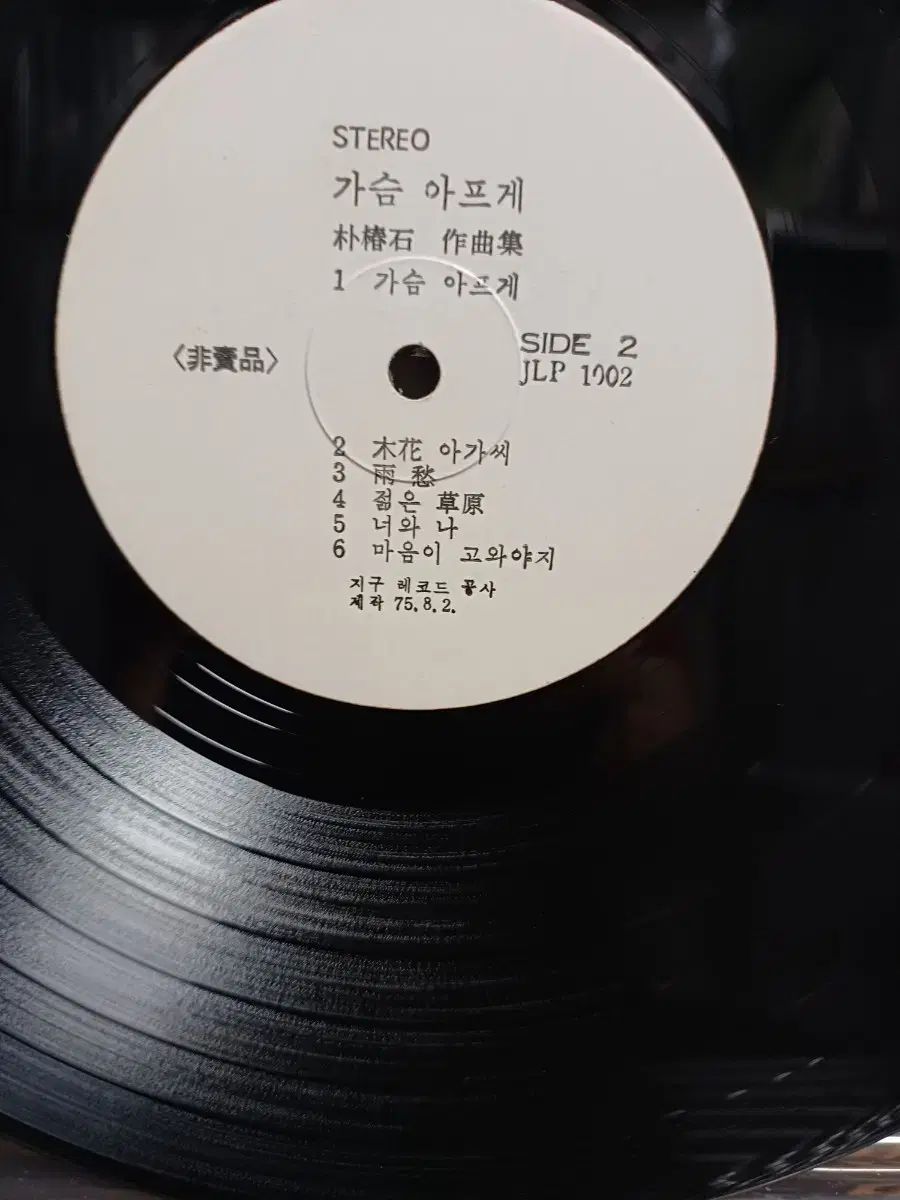 STEREO
가슴 아프게
朴椿石 作曲集
1 가슴 아프게
〈非賣品〉
SIDE 2
JLP 1002
2 木花 아가씨
3 雨 愁
4 젊은 草原
5 너와 나
6 마음이 고와야지
지구 레코드 공사
제작 75.8.2.